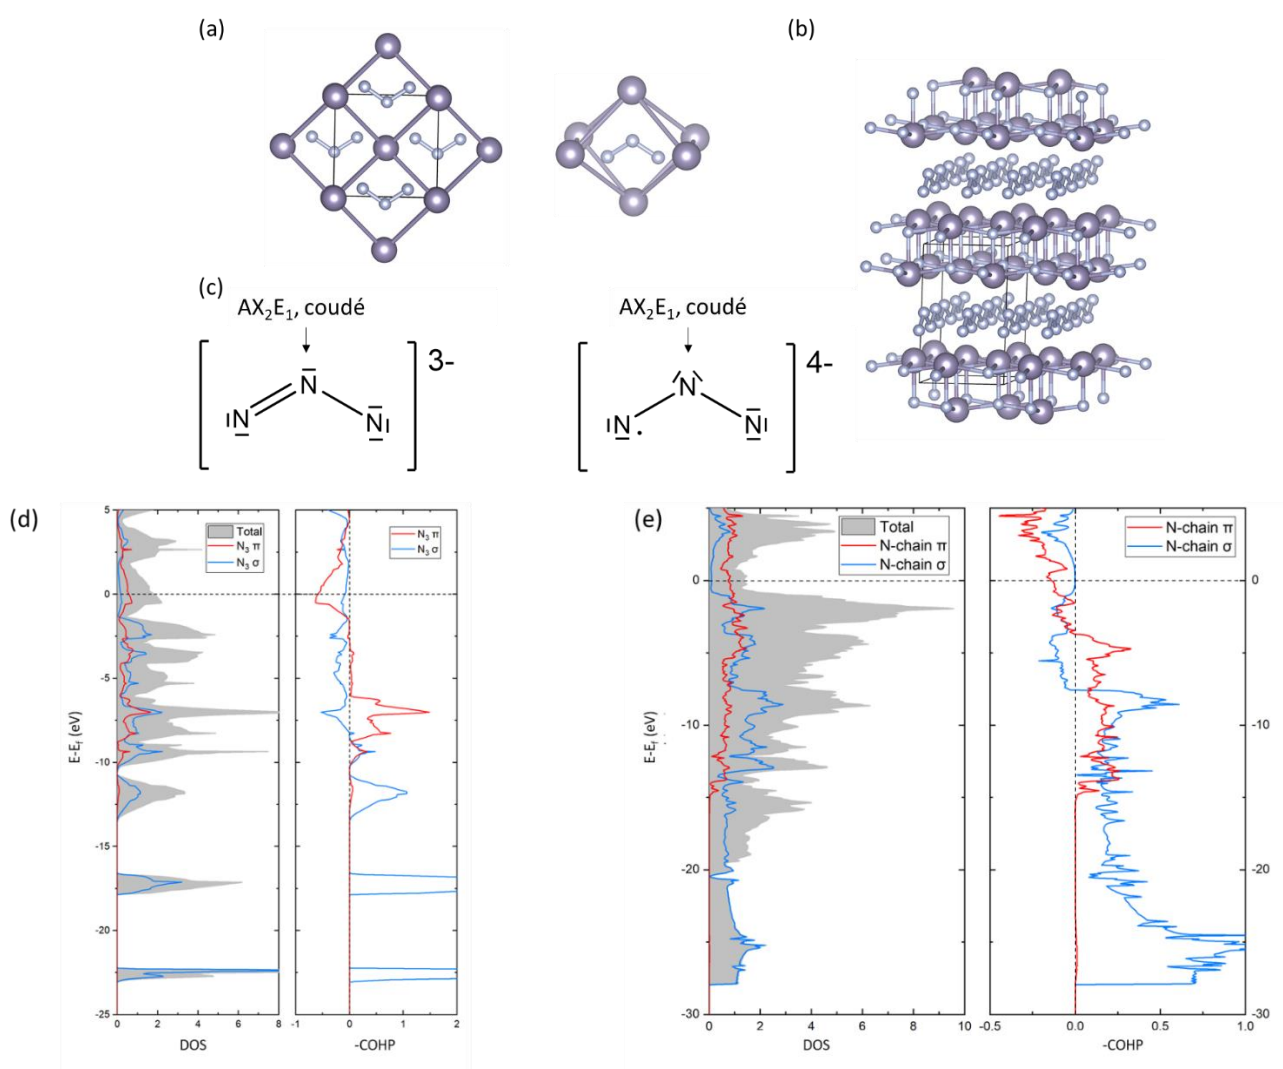 (a)
(b)
(c)
AX₂E₁, coudé
AX₂E₁, coudé
N
N
N
3-
N
N
N
4-
(d)
5
0
-5
-10
-15
-20
-25
E-Ef (eV)
Total
N₃ π
N₃ σ
0
2
4
6
8
DOS
N₃ π
N₃ σ
-1
0
1
2
-COHP
(e)
0
-10
-20
-30
E-Ef (eV)
Total
N-chain π
N-chain σ
0
2
4
6
8
10
DOS
N-chain π
N-chain σ
0
-10
-20
-30
-0.5
0.0
0.5
1.0
-COHP